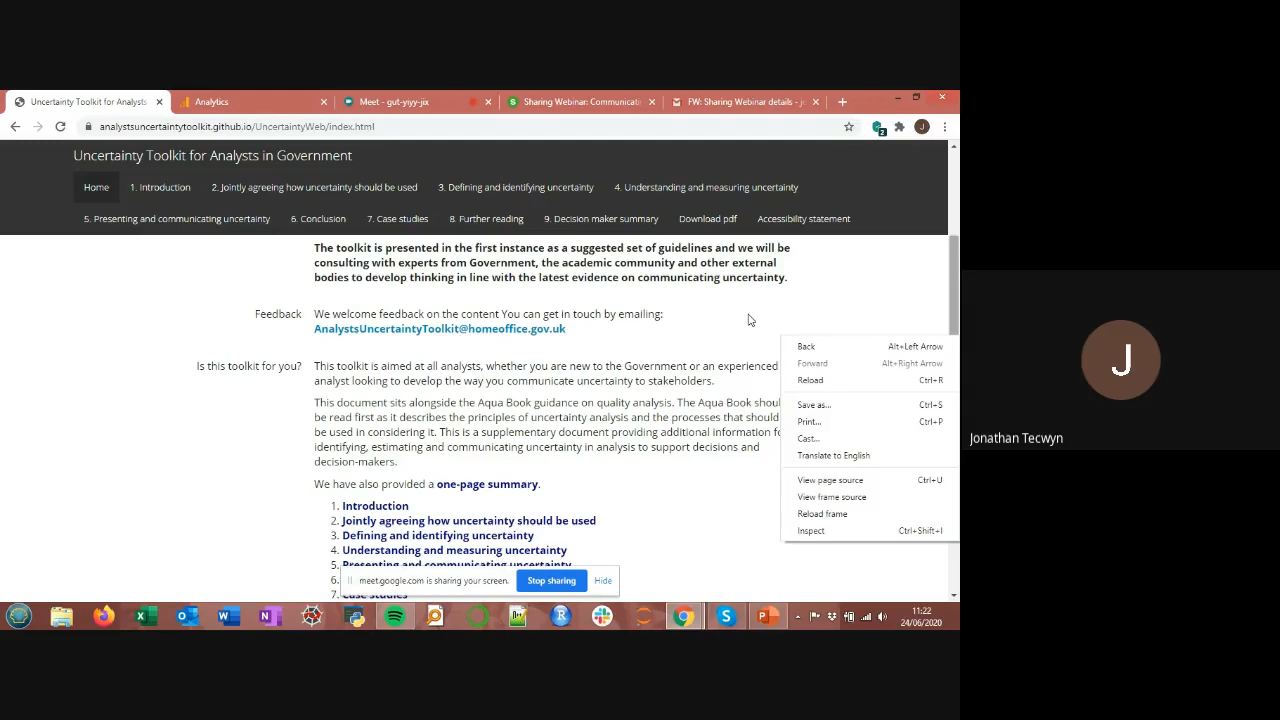 Uncertainty Toolkit for Analysts
Analytics
Meet - gut-yyy-jix
Sharing Webinar: Communicati
FW: Sharing Webinar details - jo
analystsuncertaintytoolkit.github.io/UncertaintyWeb/index.html
2
J
Uncertainty Toolkit for Analysts in Government
Home
1. Introduction
2. Jointly agreeing how uncertainty should be used
3. Defining and identifying uncertainty
4. Understanding and measuring uncertainty
5. Presenting and communicating uncertainty
6. Conclusion
7. Case studies
8. Further reading
9. Decision maker summary
Download pdf
Accessibility statement
The toolkit is presented in the first instance as a suggested set of guidelines and we will be
consulting with experts from Government, the academic community and other external
bodies to develop thinking in line with the latest evidence on communicating uncertainty.
Feedback
We welcome feedback on the content You can get in touch by emailing:
AnalystsUncertaintyToolkit@homeoffice.gov.uk
Is this toolkit for you?
This toolkit is aimed at all analysts, whether you are new to the Government or an experienced
analyst looking to develop the way you communicate uncertainty to stakeholders.
This document sits alongside the Aqua Book guidance on quality analysis. The Aqua Book shou
be read first as it describes the principles of uncertainty analysis and the processes that should
be used in considering it. This is a supplementary document providing additional information fo
identifying, estimating and communicating uncertainty in analysis to support decisions and
decision-makers.
We have also provided a one-page summary.
1. Introduction
2. Jointly agreeing how uncertainty should be used
3. Defining and identifying uncertainty
4. Understanding and measuring uncertainty
Presenting and communicating uncertainty
6.
7. Case studies
Back Alt+Left Arrow
Forward Alt+Right Arrow
Reload Ctrl+R
Save as... Ctrl+S
Print... Ctrl+P
Cast...
Translate to English
View page source Ctrl+U
View frame source
Reload frame
Inspect Ctrl+Shift+I
meet.google.com is sharing your screen.
Stop sharing
Hide
11:22
24/06/2020
J
Jonathan Tecwyn